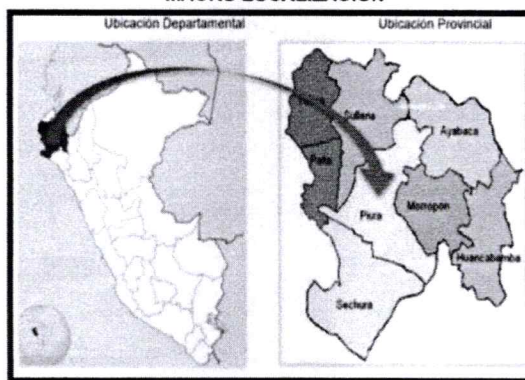 Ubicación Departamental
Ubicación Provincial
Sullana
Ayabaca
Paita
Morropón
Piura
Huancabamba
Sechura